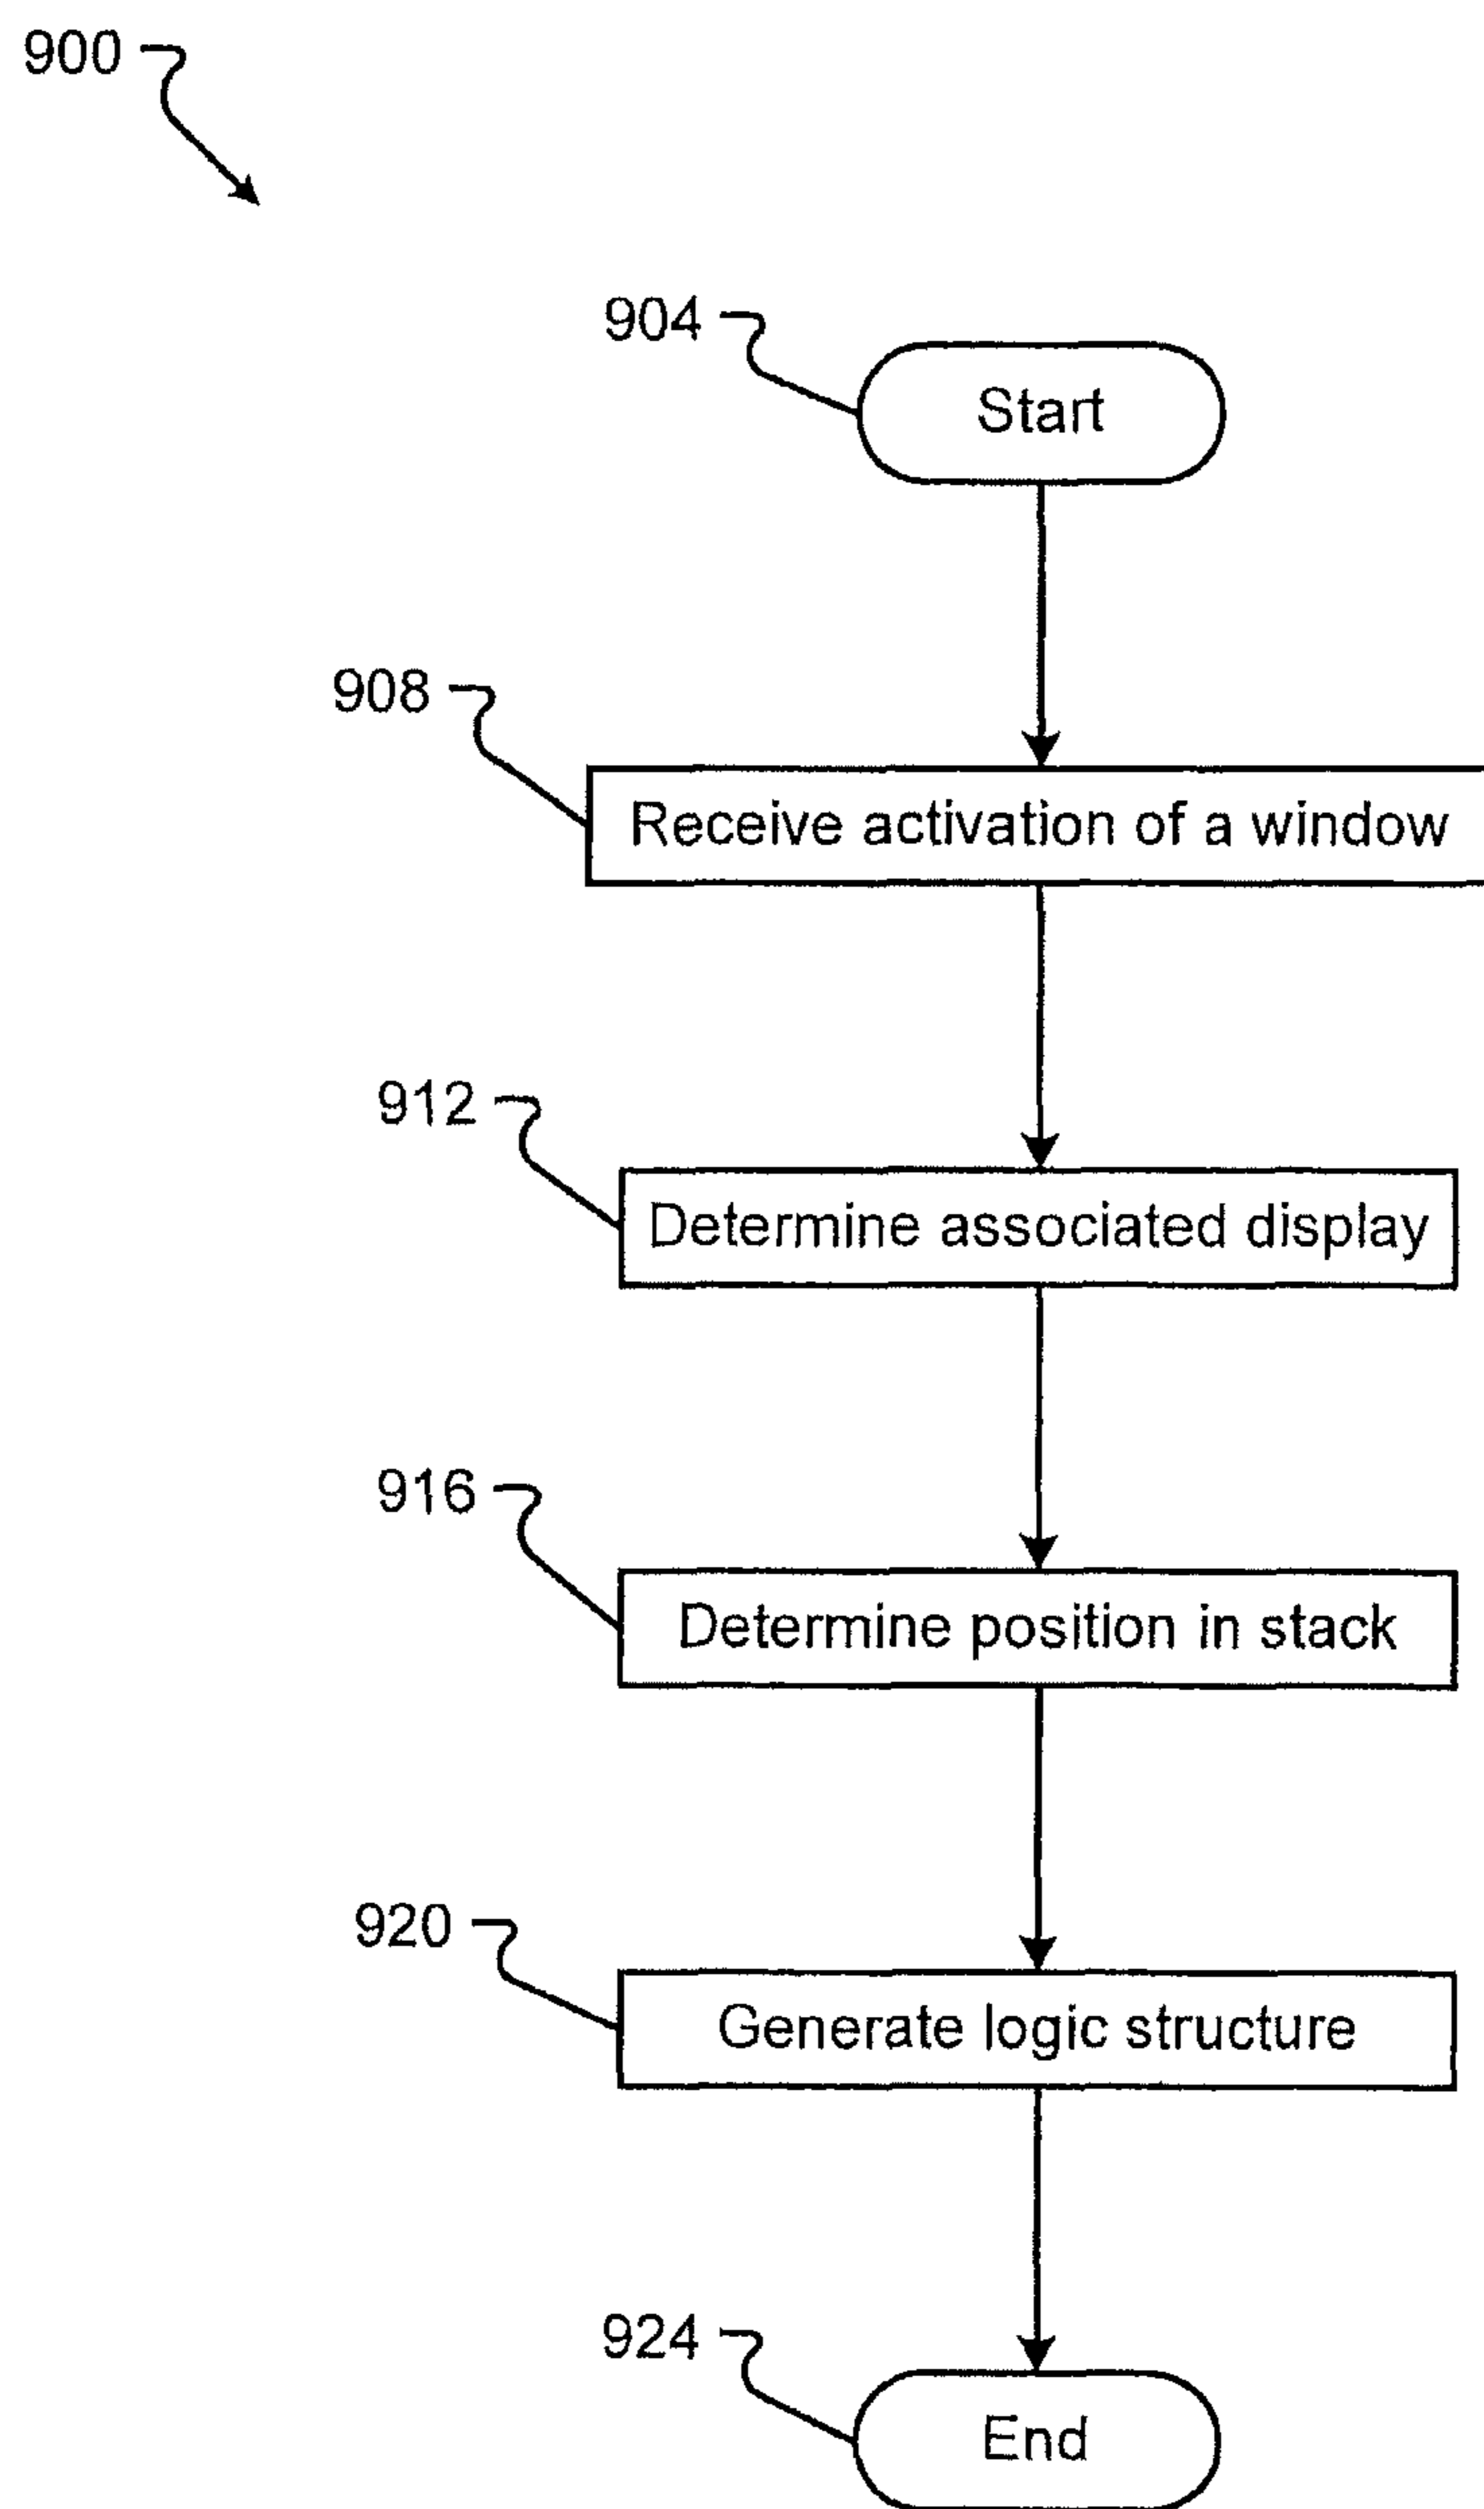 900
904
Start
908
Receive activation of a window
912
Determine associated display
916
Determine position in stack
920
Generate logic structure
924
End